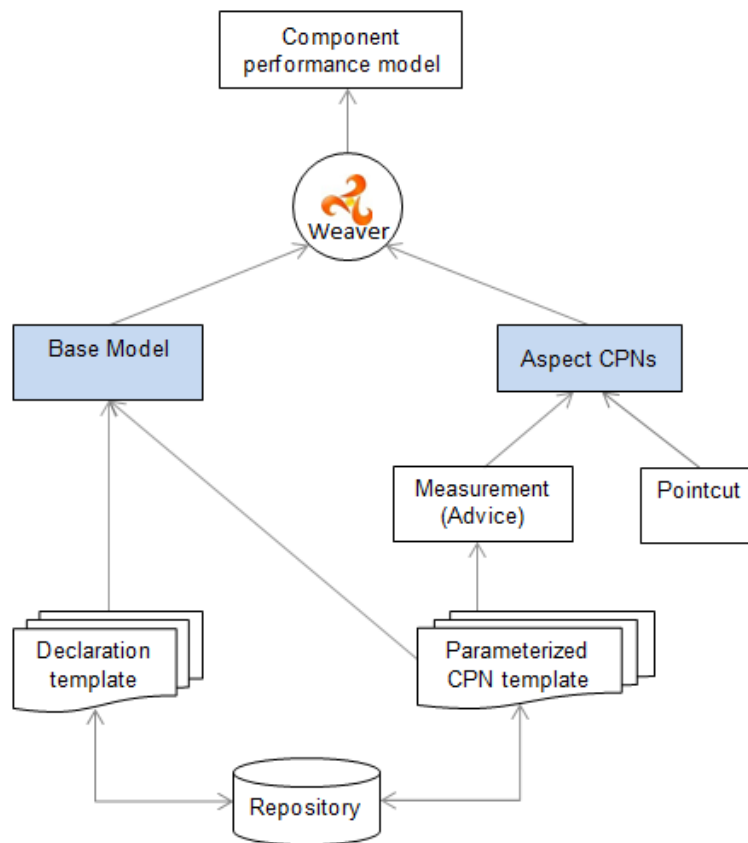 Component
performance model
Weaver
Base Model
Aspect CPNs
Measurement
(Advice)
Pointcut
Declaration
template
Parameterized
CPN template
Repository